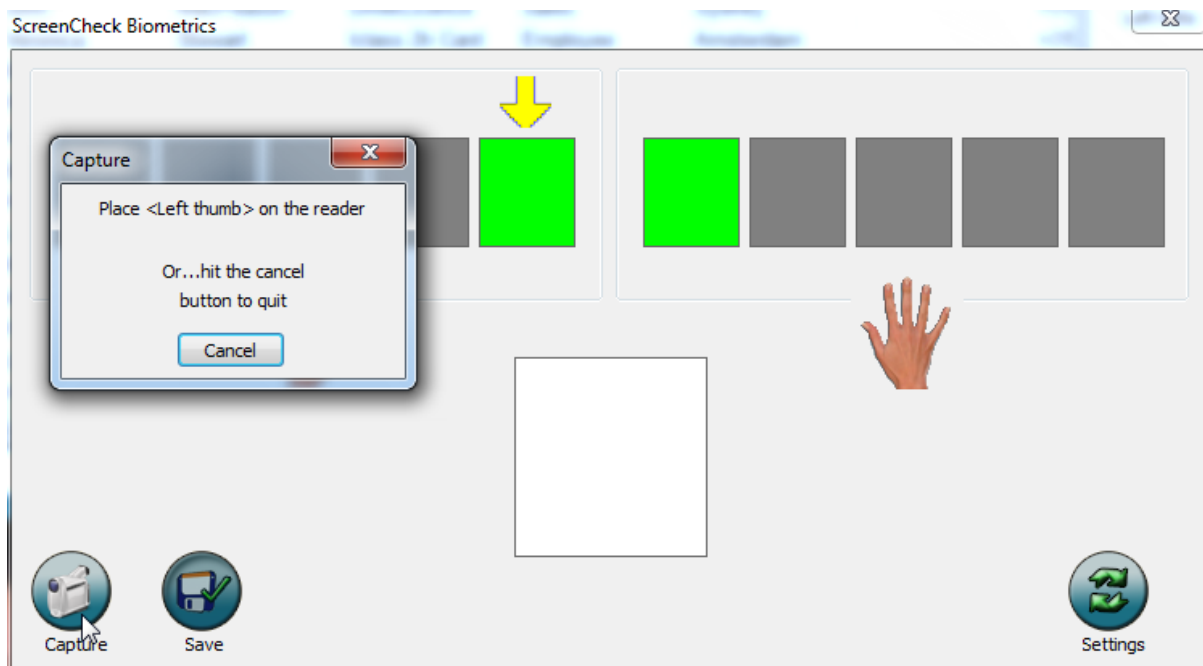 ScreenCheck Biometrics
Capture
Place <Left thumb> on the reader
Or...hit the cancel
button to quit
Cancel
Capture
Save
Settings